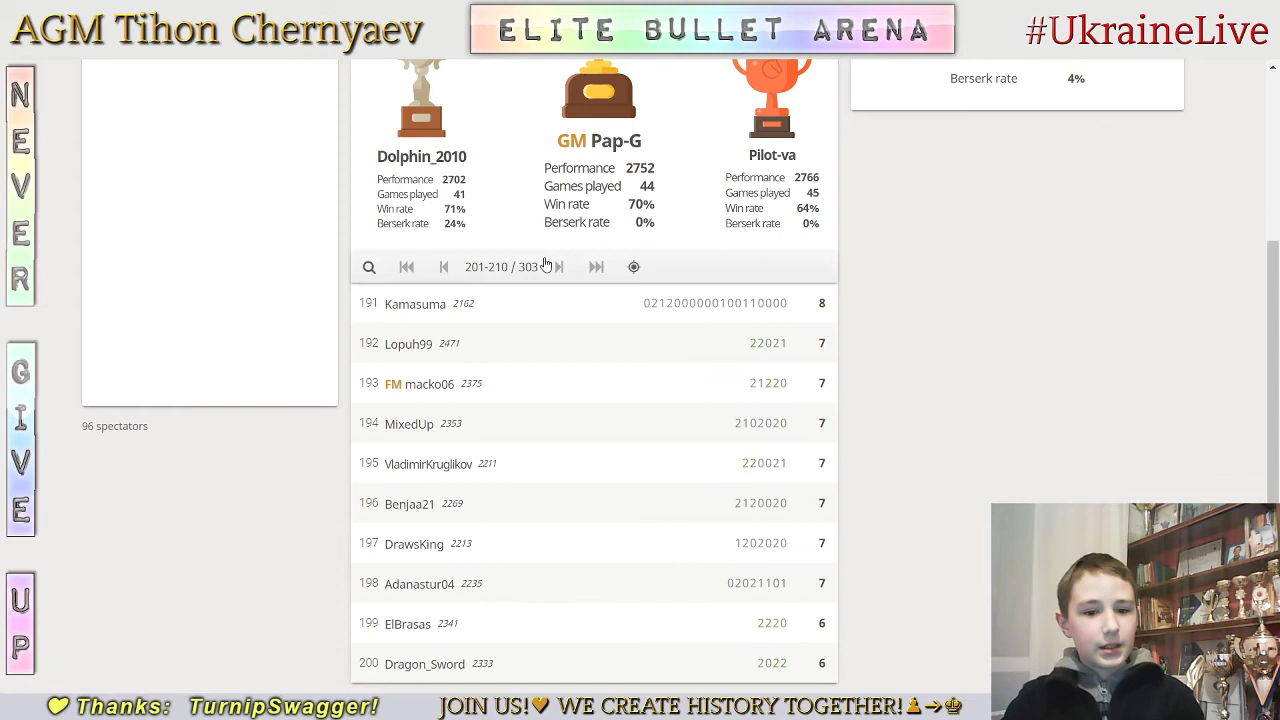 AGM Tihon Chernyaev
ELITE BULLET ARENA
#UkraineLive
NEVER
GIVE
UP
Dolphin_2010
Performance 2702
Games played 41
Win rate 71%
Berserk rate 24%
GM Pap-G
Performance 2752
Games played 44
Win rate 70%
Berserk rate 0%
Pilot-va
Performance 2766
Games played 45
Win rate 64%
Berserk rate 0%
Berserk rate 4%
201-210 / 303
191 Kamasuma 2162 0212000000100110000 8
192 Lopuh99 2471 22021 7
193 FM macko06 2375 21220 7
194 MixedUp 2353 2102020 7
195 VladimirKruglikov 2211 220021 7
196 Benjaa21 2269 2120020 7
197 DrawsKing 2213 1202020 7
198 Adanastur04 2235 02021101 7
199 ElBrasas 2341 2220 6
200 Dragon_Sword 2333 2022 6
96 spectators
Thanks: TurnipSwagger!
JOIN US!🧡 WE CREATE HISTORY TOGETHER!♟→♚